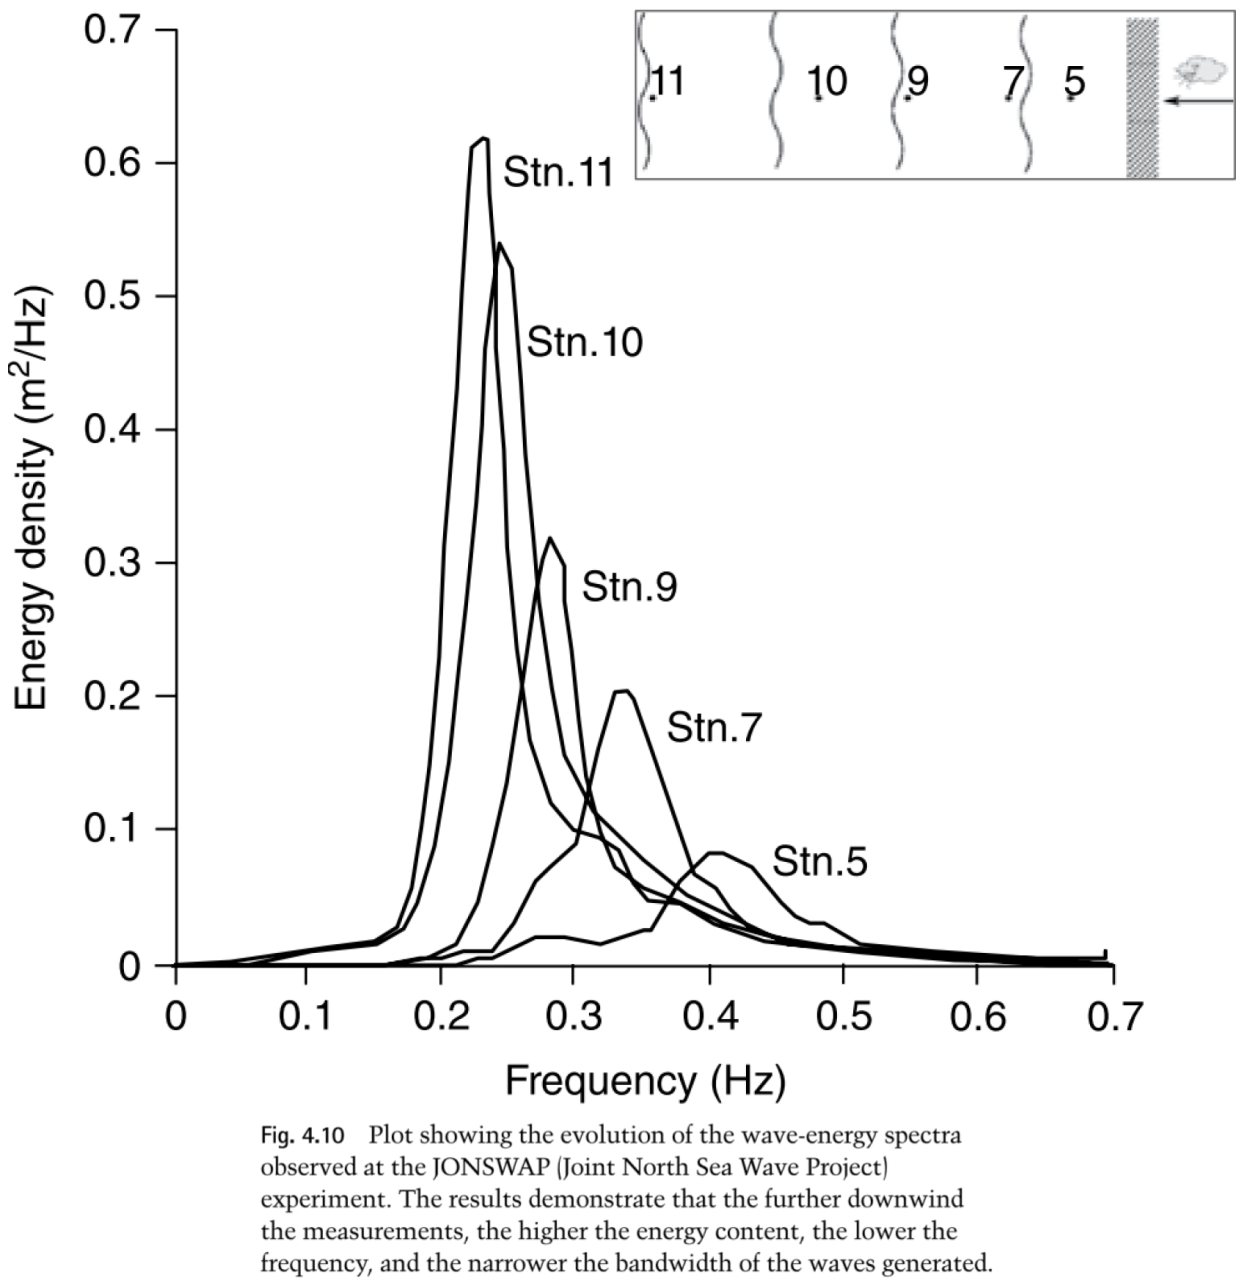 0.7
0.6
0.5
0.4
0.3
0.2
0.1
0
Energy density (m²/Hz)
11 10 9 7 5
Stn.11
Stn.10
Stn.9
Stn.7
Stn.5
0 0.1 0.2 0.3 0.4 0.5 0.6 0.7
Frequency (Hz)
Fig. 4.10 Plot showing the evolution of the wave-energy spectra
observed at the JONSWAP (Joint North Sea Wave Project)
experiment. The results demonstrate that the further downwind
the measurements, the higher the energy content, the lower the
frequency, and the narrower the bandwidth of the waves generated.